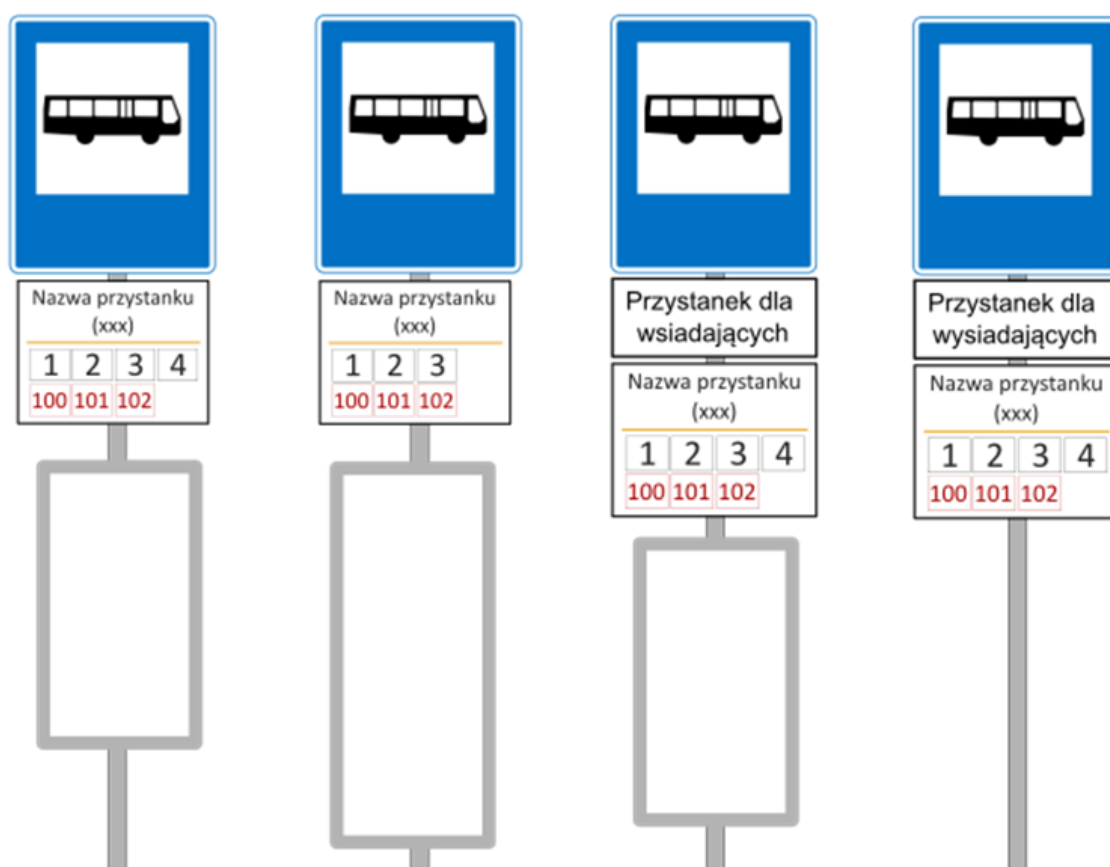 Nazwa przystanku
(xxx)
1 2 3 4
100 101 102
Nazwa przystanku
(xxx)
1 2 3
100 101 102
Przystanek dla
wsiadających
Nazwa przystanku
(xxx)
1 2 3 4
100 101 102
Przystanek dla
wysiadających
Nazwa przystanku
(xxx)
1 2 3 4
100 101 102